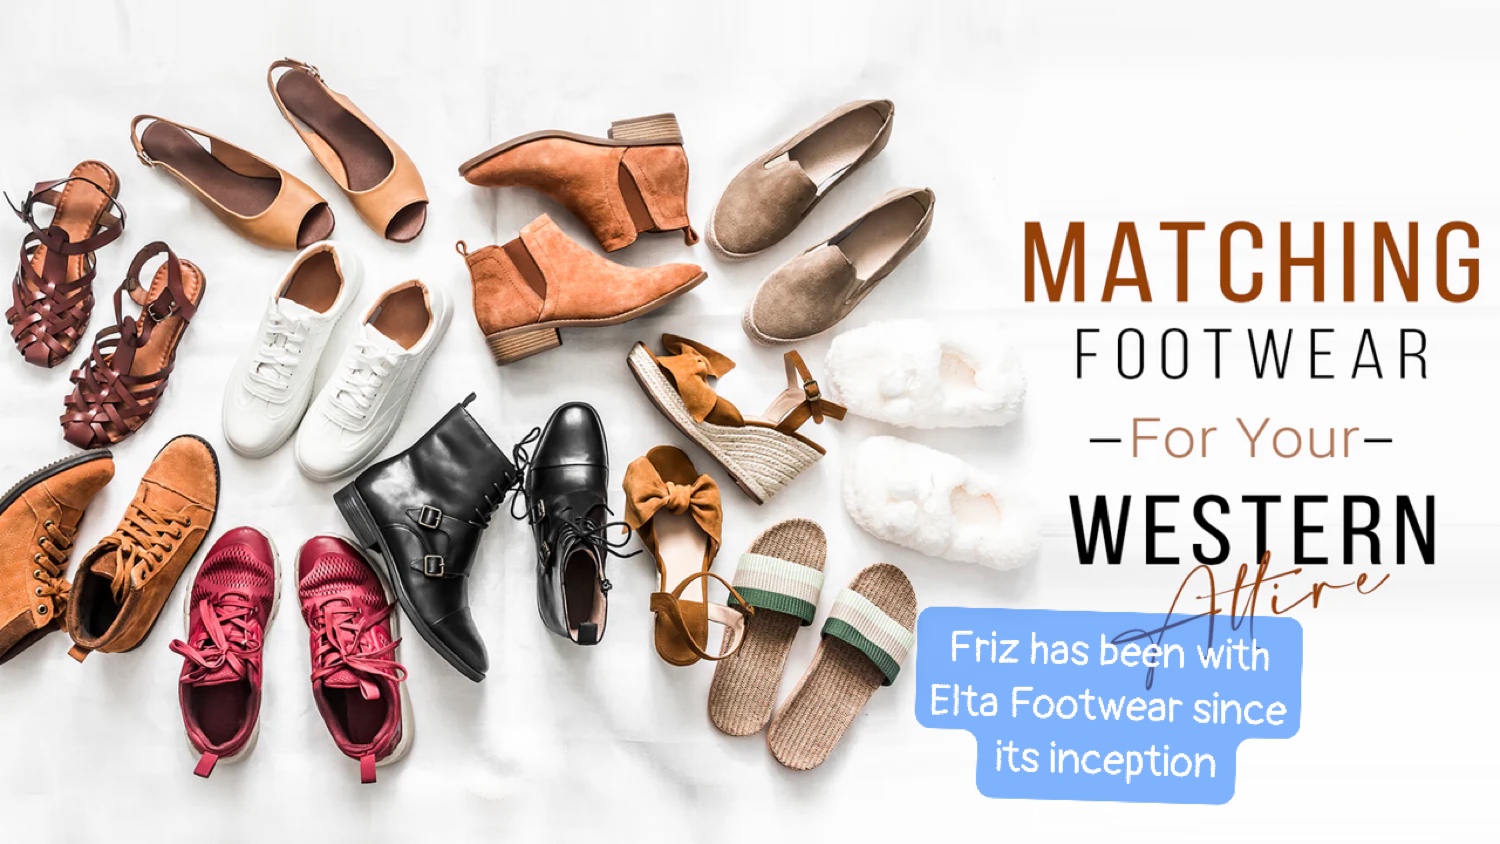 MATCHING
FOOTWEAR
–For Your–
WESTERN
Attire
Friz has been with
Elta Footwear since
its inception